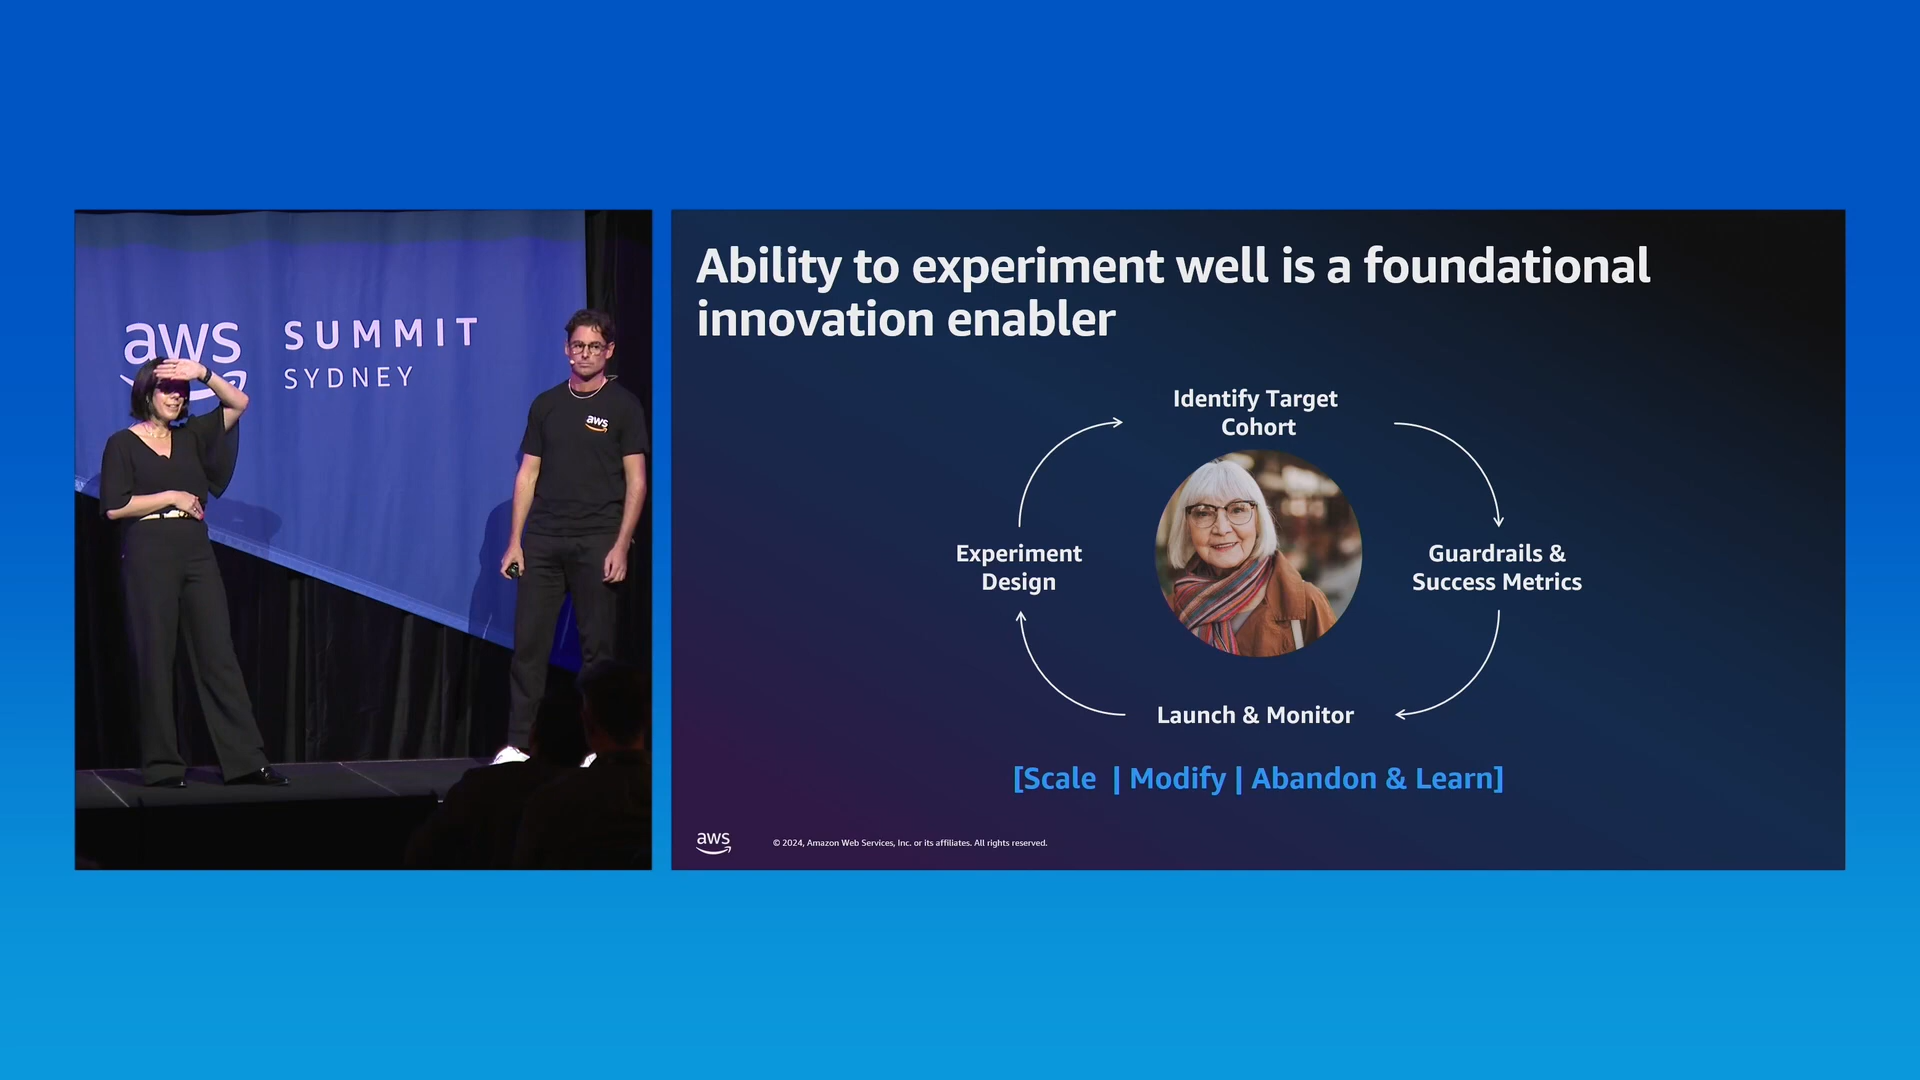 aws
SUMMIT
SYDNEY
aws
Ability to experiment well is a foundational
innovation enabler
Identify Target
Cohort
Experiment
Design
Guardrails &
Success Metrics
Launch & Monitor
[Scale | Modify | Abandon & Learn]
aws
© 2024, Amazon Web Services, Inc. or its affiliates. All rights reserved.